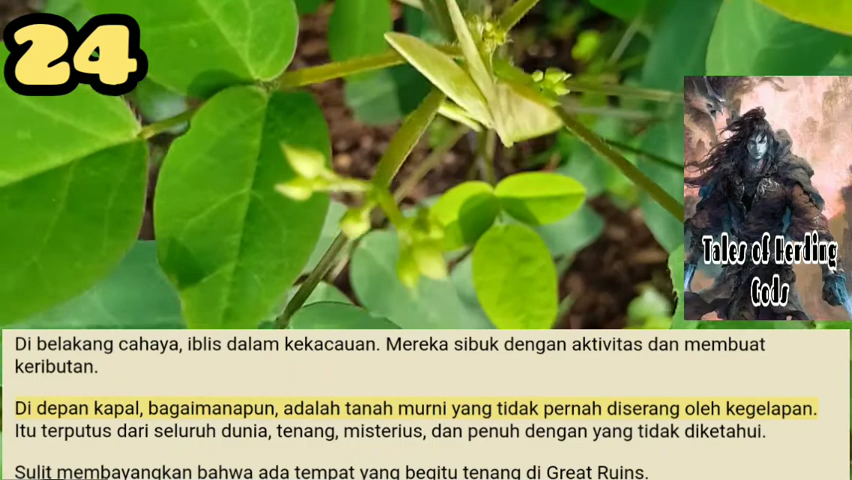 24
Tales of Herding
Gods
Di belakang cahaya, iblis dalam kekacauan. Mereka sibuk dengan aktivitas dan membuat
keributan.
Di depan kapal, bagaimanapun, adalah tanah murni yang tidak pernah diserang oleh kegelapan.
Itu terputus dari seluruh dunia, tenang, misterius, dan penuh dengan yang tidak diketahui.
Sulit membayangkan bahwa ada tempat yang begitu tenang di Great Ruins.